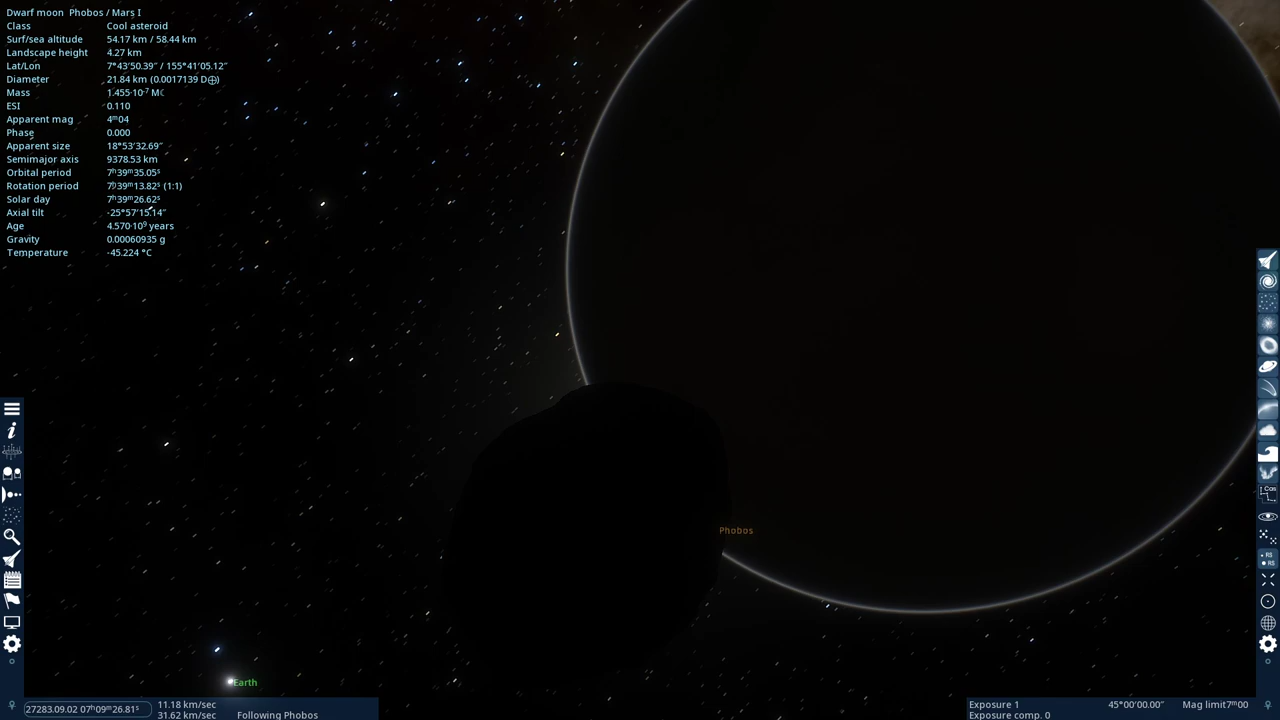 Dwarf moon Phobos / Mars I
Class Cool asteroid
Surf/sea altitude 54.17 km / 58.44 km
Landscape height 4.27 km
Lat/Lon 7°43′50.39″ / 155°41′05.12″
Diameter 21.84 km (0.0017139 D⊕)
Mass 1.455·10⁻⁷ M☾
ESI 0.110
Apparent mag 4ᵐ04
Phase 0.000
Apparent size 18°53′32.69″
Semimajor axis 9378.53 km
Orbital period 7ʰ39ᵐ35.05ˢ
Rotation period 7ʰ39ᵐ13.82ˢ (1:1)
Solar day 7ʰ39ᵐ26.62ˢ
Axial tilt -25°57′15.14″
Age 4.570·10⁹ years
Gravity 0.00060935 g
Temperature -45.224 °C
Cas
+ RS
● RS
Phobos
Earth
27283.09.02 07ʰ09ᵐ26.81ˢ
11.18 km/sec
31.62 km/sec Following Phobos
Exposure 1 45°00′00.00″ Mag limit 7ᵐ00
Exposure comp. 0